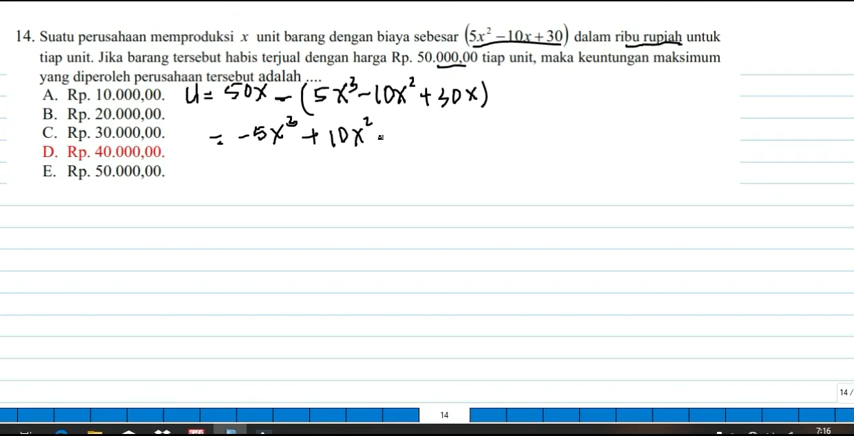 14. Suatu perusahaan memproduksi x unit barang dengan biaya sebesar (5x² − 10x + 30) dalam ribu rupiah untuk
tiap unit. Jika barang tersebut habis terjual dengan harga Rp. 50.000,00 tiap unit, maka keuntungan maksimum
yang diperoleh perusahaan tersebut adalah ....
A. Rp. 10.000,00.
U = 50x − (5x³ − 10x² + 30x)
B. Rp. 20.000,00.
= −5x³ + 10x²
C. Rp. 30.000,00.
D. Rp. 40.000,00.
E. Rp. 50.000,00.
14 /
14
7:16